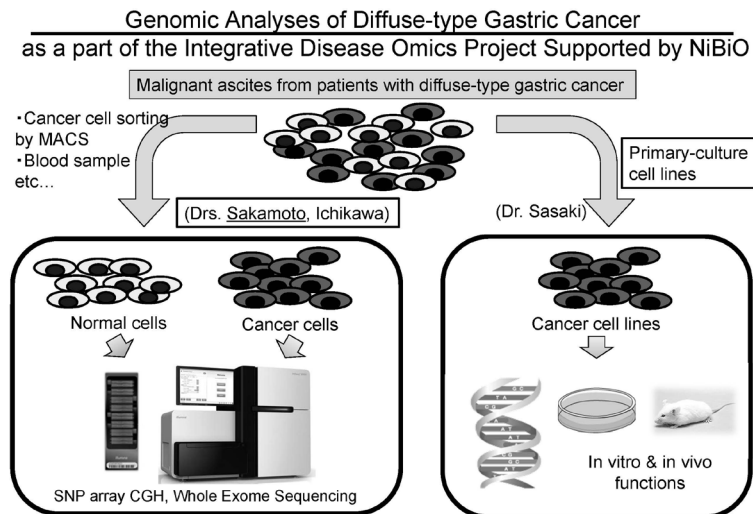 Genomic Analyses of Diffuse-type Gastric Cancer
as a part of the Integrative Disease Omics Project Supported by NiBiO
Malignant ascites from patients with diffuse-type gastric cancer
・Cancer cell sorting
by MACS
・Blood sample
etc…
Primary-culture
cell lines
(Drs. Sakamoto, Ichikawa)
(Dr. Sasaki)
Normal cells
Cancer cells
Cancer cell lines
SNP array CGH, Whole Exome Sequencing
In vitro & in vivo
functions